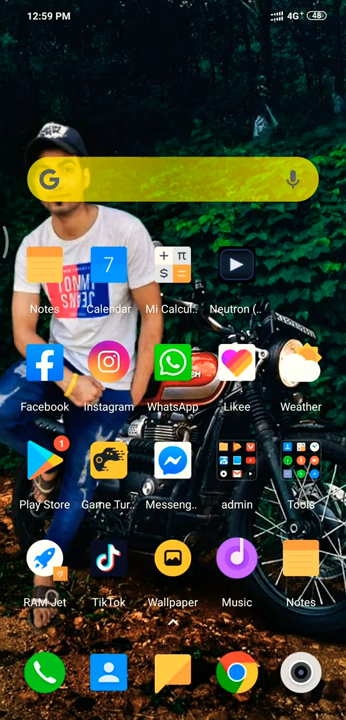 12:59 PM 4G+ 48
G
7 + π $ =
Notes Calendar Mi Calcul.. Neutron (..
Facebook Instagram WhatsApp Likee Weather
1
Play Store Game Tur.. Messeng.. admin Tools
RAM Jet TikTok Wallpaper Music Notes